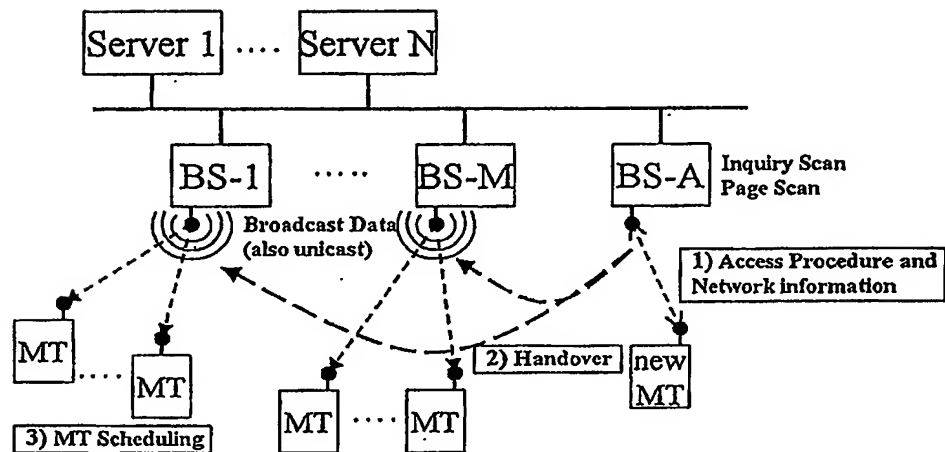 Server 1 ..... Server N
BS-1 ..... BS-M BS-A
Inquiry Scan
Page Scan
Broadcast Data
(also unicast)
1) Access Procedure and
Network information
2) Handover
MT ..... MT
MT ..... MT
new
MT
3) MT Scheduling